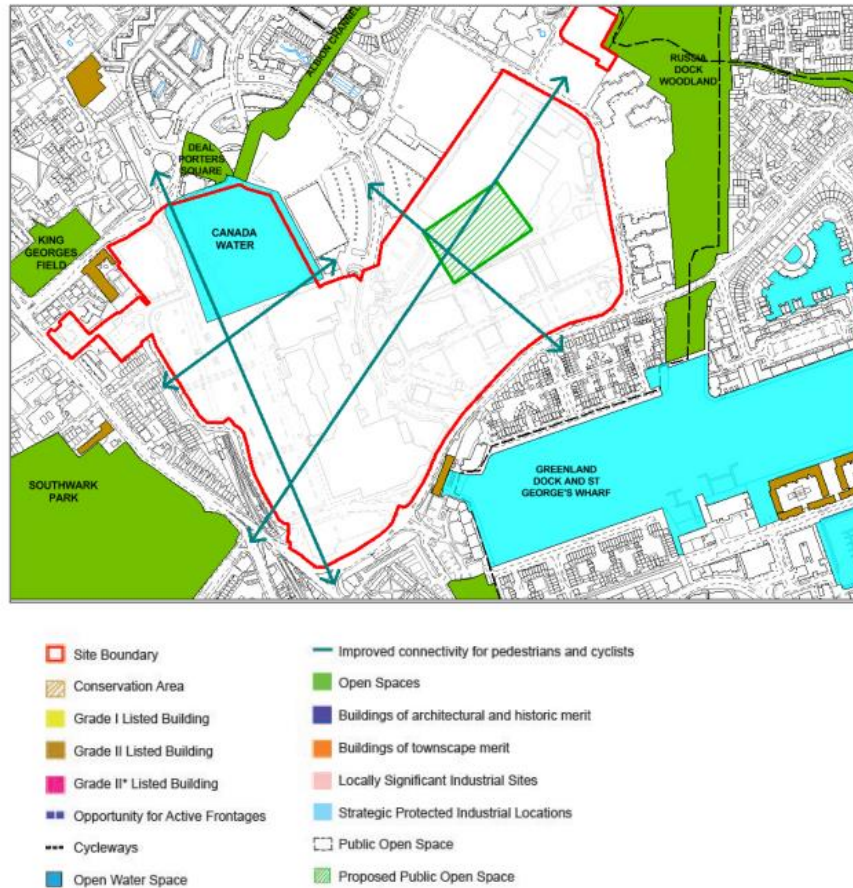 ALBION CHANNEL
RUSSIA
DOCK
WOODLAND
DEAL
PORTERS
SQUARE
KING
GEORGES
FIELD
CANADA
WATER
SOUTHWARK
PARK
GREENLAND
DOCK AND ST
GEORGE'S WHARF
Site Boundary
Conservation Area
Grade I Listed Building
Grade II Listed Building
Grade II* Listed Building
Opportunity for Active Frontages
Cycleways
Open Water Space
Improved connectivity for pedestrians and cyclists
Open Spaces
Buildings of architectural and historic merit
Buildings of townscape merit
Locally Significant Industrial Sites
Strategic Protected Industrial Locations
Public Open Space
Proposed Public Open Space